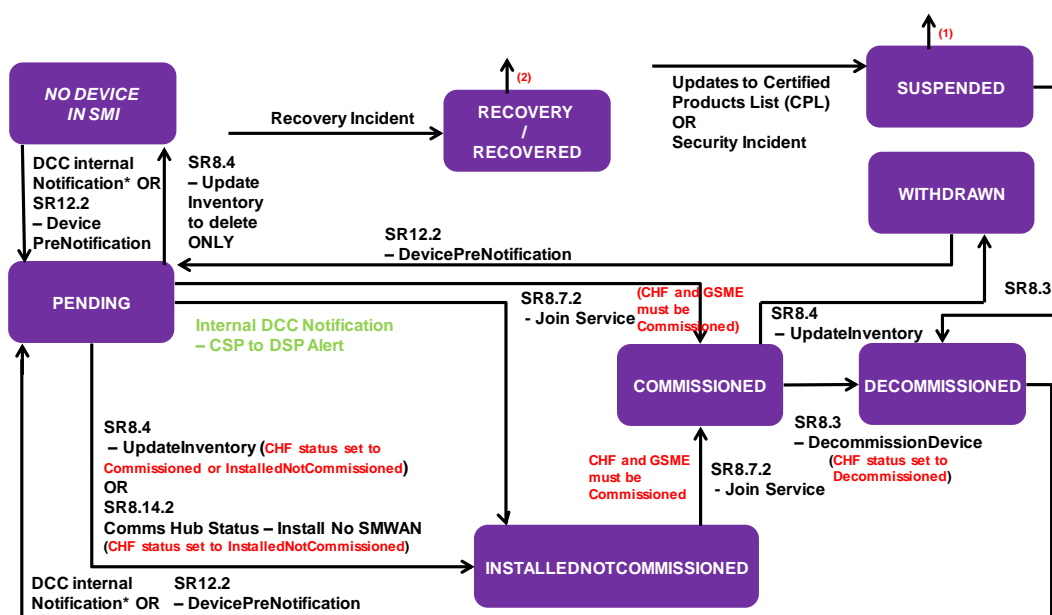 (1)
(2)
NO DEVICE
IN SMI
Recovery Incident
RECOVERY
/
RECOVERED
Updates to Certified
Products List (CPL)
OR
Security Incident
SUSPENDED
DCC internal
Notification* OR
SR12.2
– Device
PreNotification
SR8.4
– Update
Inventory
to delete
ONLY
WITHDRAWN
SR12.2
– DevicePreNotification
PENDING
Internal DCC Notification
– CSP to DSP Alert
SR8.7.2
- Join Service
(CHF and GSME
must be
Commissioned)
SR8.3
SR8.4
– UpdateInventory
COMMISSIONED
DECOMMISSIONED
SR8.4
– UpdateInventory (CHF status set to
Commissioned or InstalledNotCommissioned)
OR
SR8.14.2
Comms Hub Status – Install No SMWAN
(CHF status set to InstalledNotCommissioned)
CHF and GSME
must be
Commissioned
SR8.7.2
- Join Service
SR8.3
– DecommissionDevice
(CHF status set to
Decommissioned)
INSTALLEDNOTCOMMISSIONED
DCC internal
Notification* OR
SR12.2
– DevicePreNotification